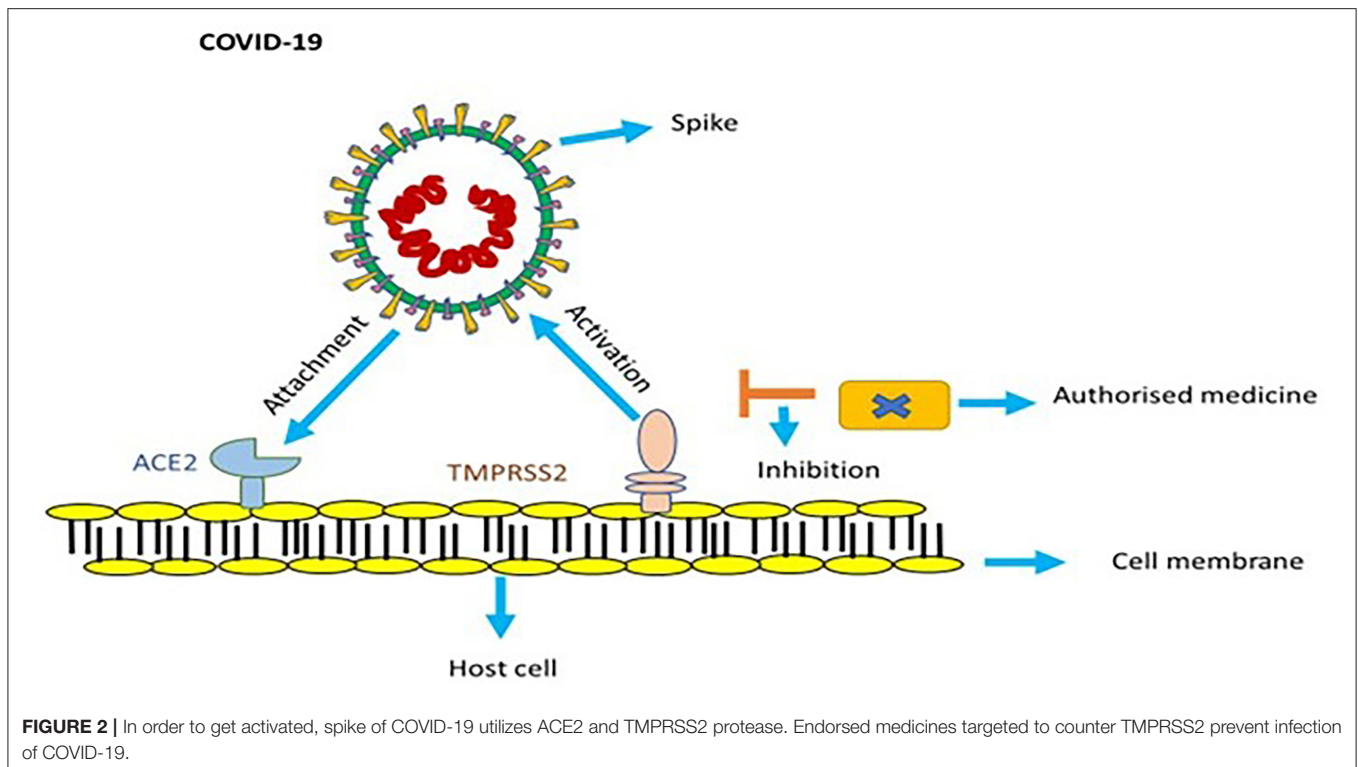 COVID-19
Spike
Attachment
Activation
Authorised medicine
ACE2
TMPRSS2
Inhibition
Cell membrane
Host cell
FIGURE 2 | In order to get activated, spike of COVID-19 utilizes ACE2 and TMPRSS2 protease. Endorsed medicines targeted to counter TMPRSS2 prevent infection
of COVID-19.